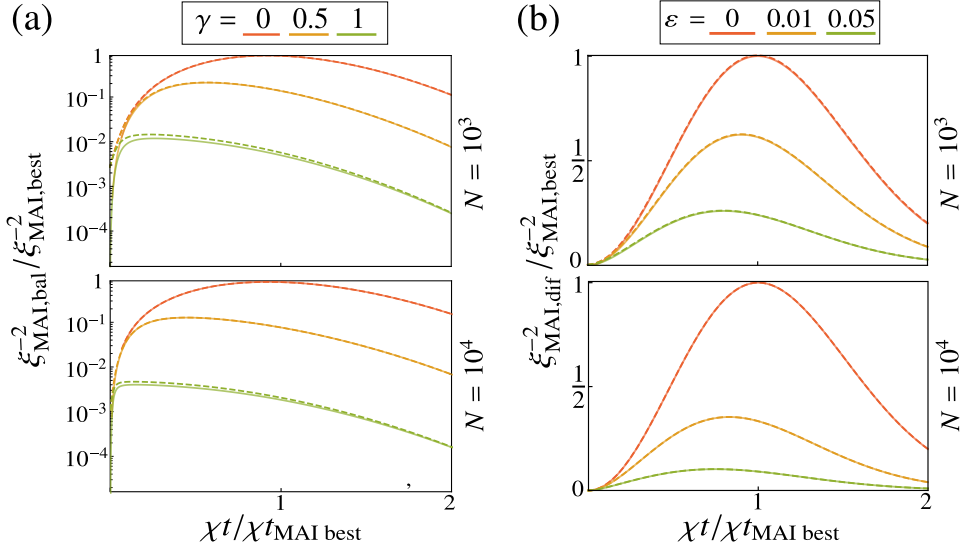 (a)
γ = 0 0.5 1
1
10⁻¹
10⁻²
10⁻³
10⁻⁴
N = 10³
1
10⁻¹
10⁻²
10⁻³
10⁻⁴
N = 10⁴
ξ⁻²MAI,bal / ξ⁻²MAI,best
,
1 2
χt/χtMAI best
(b)
ε = 0 0.01 0.05
1
1/2
0
N = 10³
1
1/2
0
N = 10⁴
ξ⁻²MAI,dif / ξ⁻²MAI,best
1 2
χt/χtMAI best